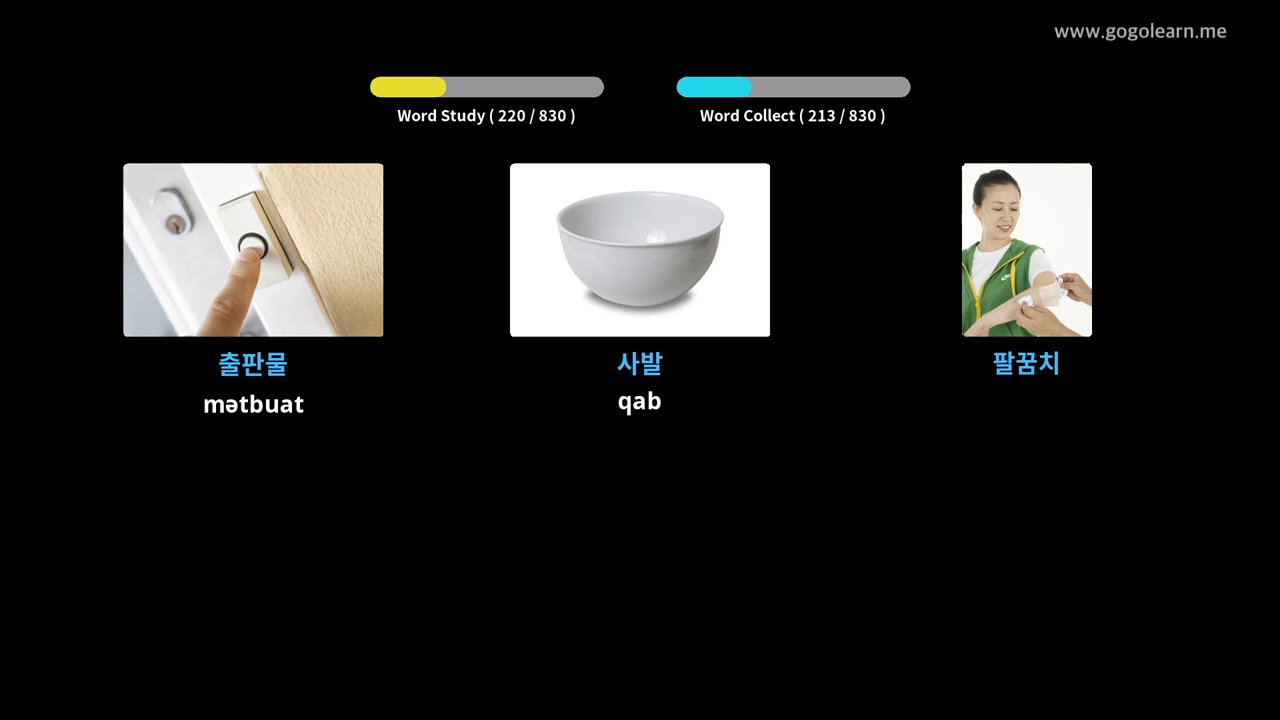 www.gogolearn.me
Word Study ( 220 / 830 )
Word Collect ( 213 / 830 )
출판물
사발
팔꿈치
mətbuat
qab